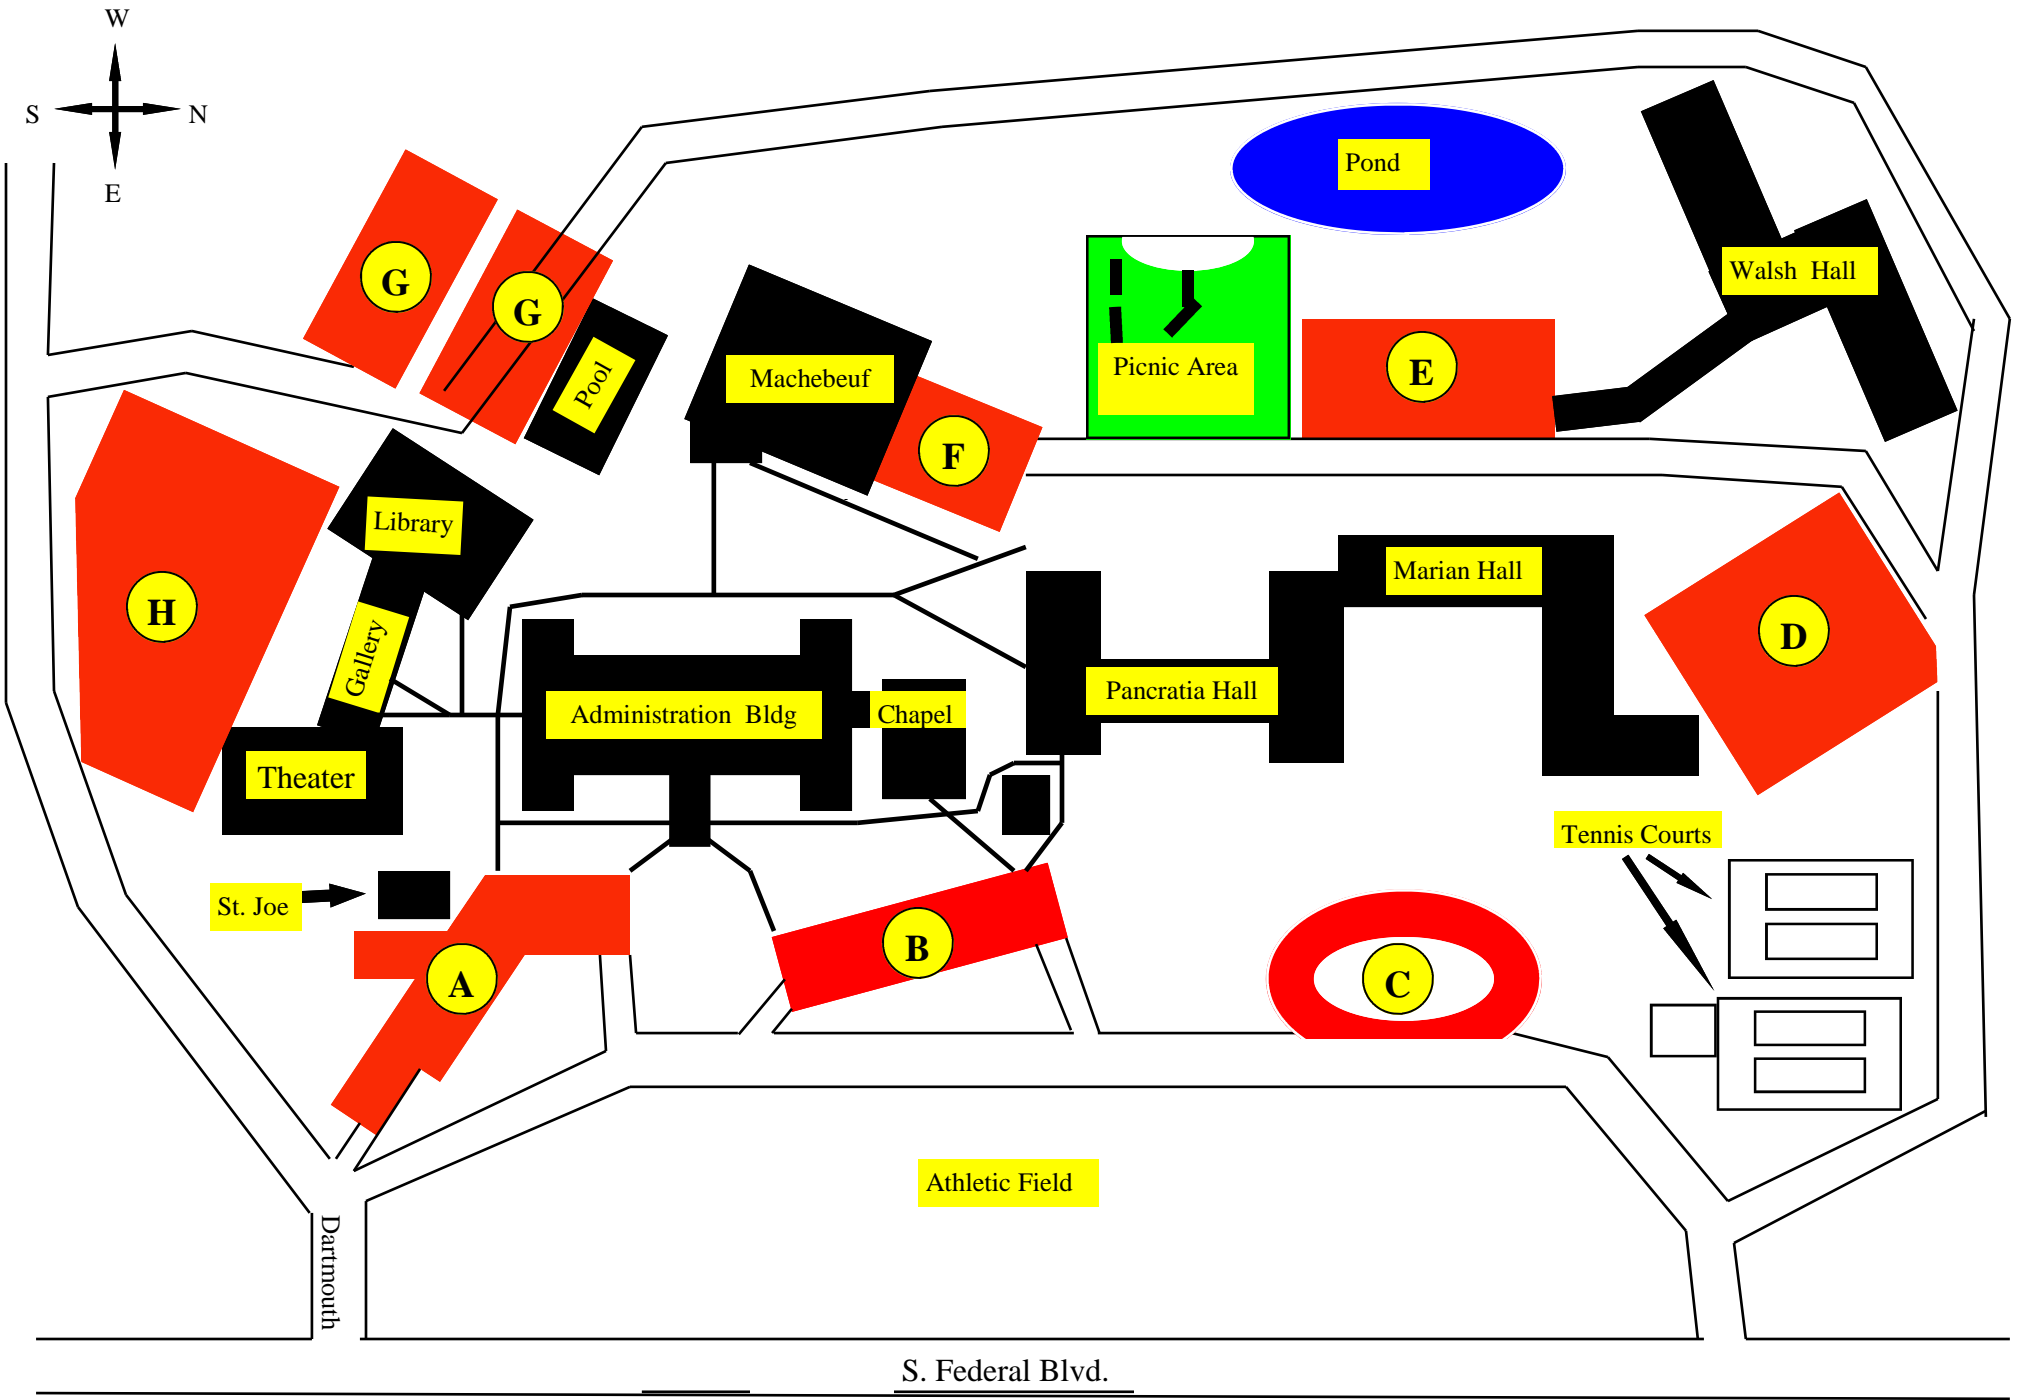 W
S
N
E
Pond
G
G
Walsh Hall
Pool
Machebeuf
Picnic Area
E
F
Library
Marian Hall
H
Gallery
D
Pancratia Hall
Administration Bldg
Chapel
Theater
Tennis Courts
St. Joe
B
A
C
Athletic Field
Dartmouth
S. Federal Blvd.